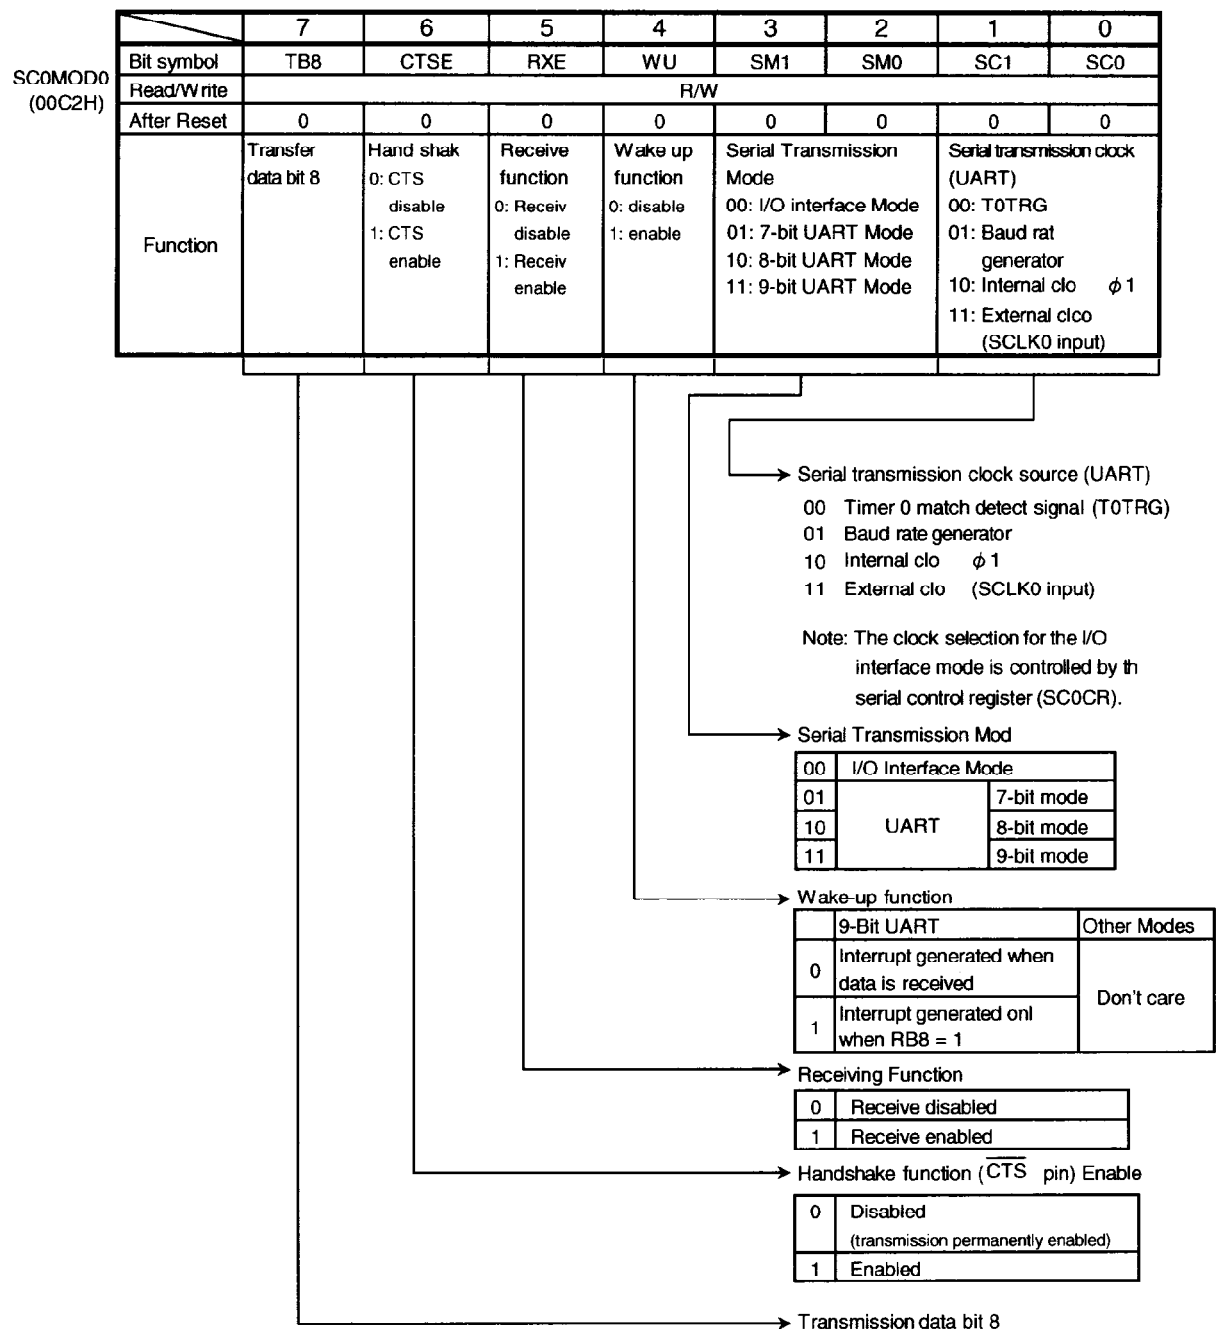 7 6 5 4 3 2 1 0
SC0MOD0
(00C2H)
Bit symbol TB8 CTSE RXE WU SM1 SM0 SC1 SC0
Read/Write R/W
After Reset 0 0 0 0 0 0 0 0
Function
Transfer
data bit 8
Hand shak
0: CTS
disable
1: CTS
enable
Receive
function
0: Receiv
disable
1: Receiv
enable
Wake up
function
0: disable
1: enable
Serial Transmission
Mode
00: I/O interface Mode
01: 7-bit UART Mode
10: 8-bit UART Mode
11: 9-bit UART Mode
Serial transmission clock
(UART)
00: T0TRG
01: Baud rat
generator
10: Internal clo φ1
11: External clco
(SCLK0 input)
Serial transmission clock source (UART)
00 Timer 0 match detect signal (T0TRG)
01 Baud rate generator
10 Internal clo φ1
11 External clo (SCLK0 input)
Note: The clock selection for the I/O
interface mode is controlled by th
serial control register (SC0CR).
Serial Transmission Mod
00 I/O Interface Mode
01 7-bit mode
10 UART 8-bit mode
11 9-bit mode
Wake-up function
9-Bit UART Other Modes
0 Interrupt generated when
data is received
Don't care
1 Interrupt generated onl
when RB8 = 1
Receiving Function
0 Receive disabled
1 Receive enabled
Handshake function (C̅T̅S̅ pin) Enable
0 Disabled
(transmission permanently enabled)
1 Enabled
Transmission data bit 8